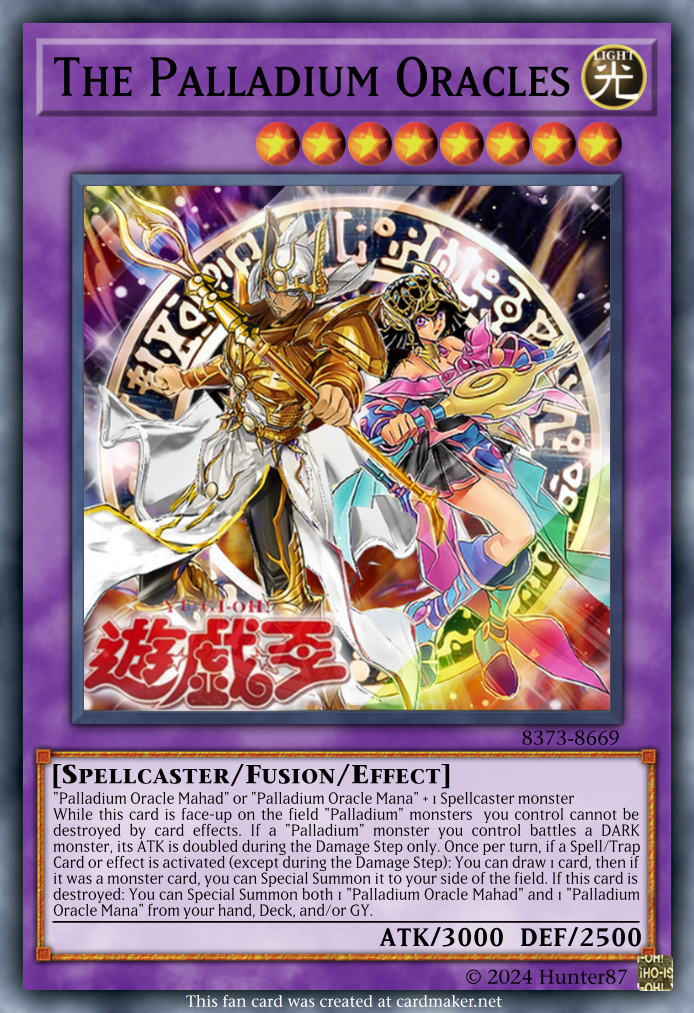 THE PALLADIUM ORACLES
LIGHT
光
YU-GI-OH!
遊戯王
8373-8669
[SPELLCASTER/FUSION/EFFECT]
"Palladium Oracle Mahad" or "Palladium Oracle Mana" + 1 Spellcaster monster
While this card is face-up on the field "Palladium" monsters you control cannot be
destroyed by card effects. If a "Palladium" monster you control battles a DARK
monster, its ATK is doubled during the Damage Step only. Once per turn, if a Spell/Trap
Card or effect is activated (except during the Damage Step): You can draw 1 card, then if
it was a monster card, you can Special Summon it to your side of the field. If this card is
destroyed: You can Special Summon both 1 "Palladium Oracle Mahad" and 1 "Palladium
Oracle Mana" from your hand, Deck, and/or GY.
ATK/3000 DEF/2500
© 2024 Hunter87
This fan card was created at cardmaker.net